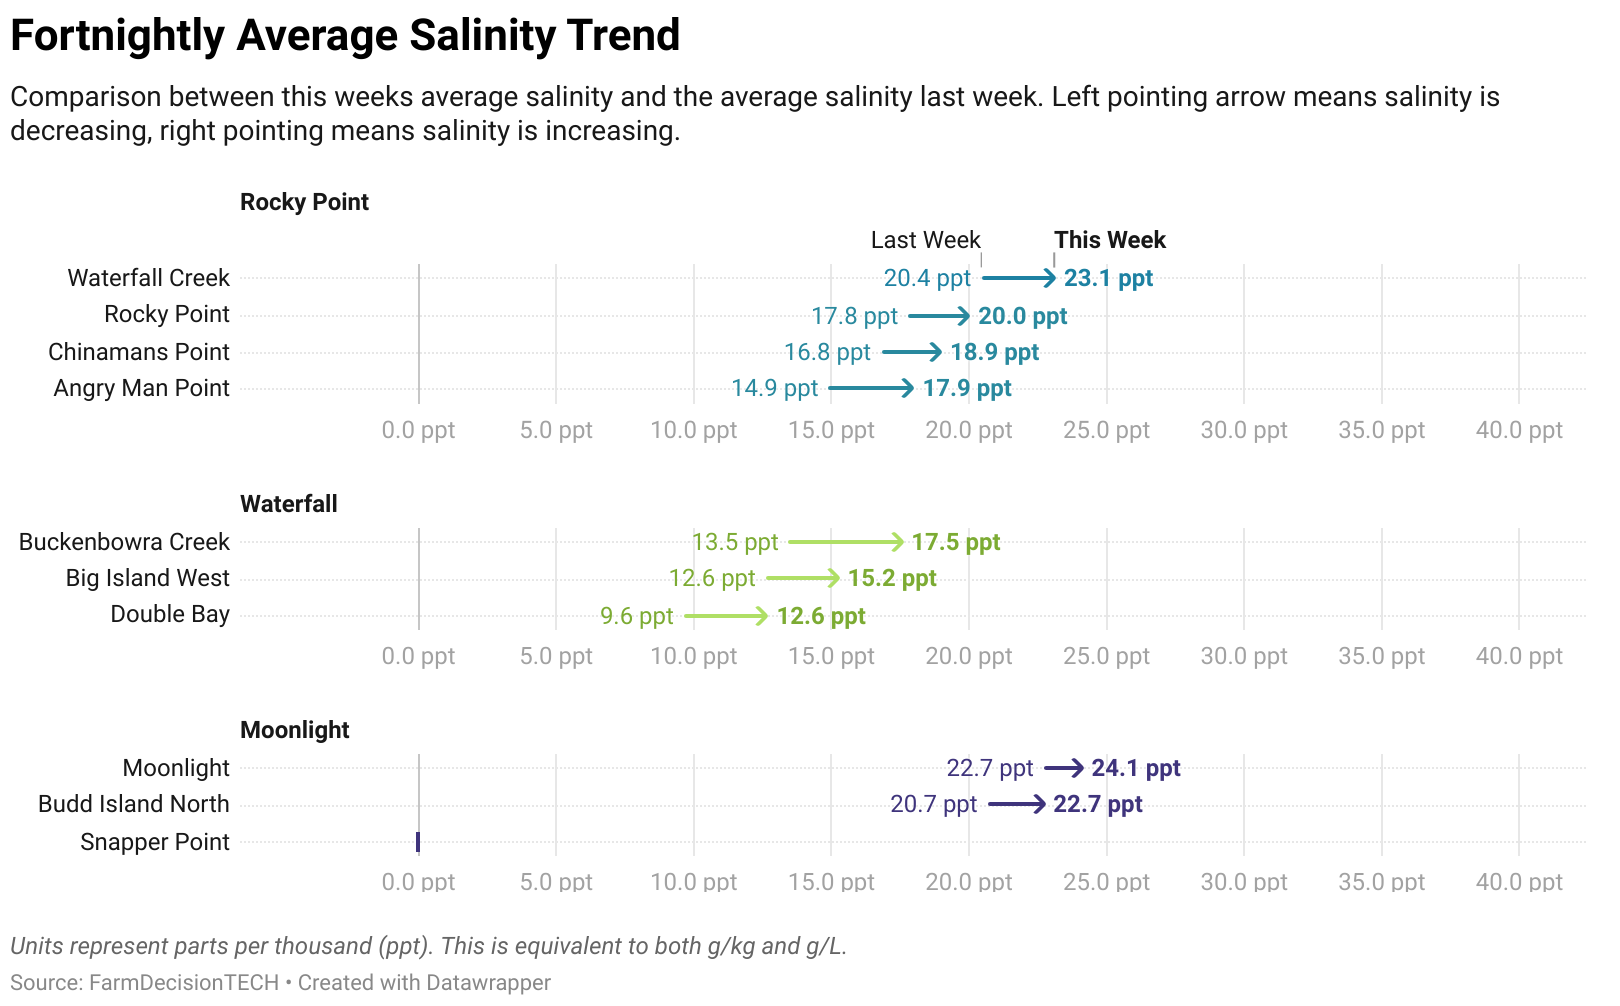 Fortnightly Average Salinity Trend
Comparison between this weeks average salinity and the average salinity last week. Left pointing arrow means salinity is
decreasing, right pointing means salinity is increasing.
Rocky Point
Last Week This Week
Waterfall Creek 20.4 ppt 23.1 ppt
Rocky Point 17.8 ppt 20.0 ppt
Chinamans Point 16.8 ppt 18.9 ppt
Angry Man Point 14.9 ppt 17.9 ppt
0.0 ppt 5.0 ppt 10.0 ppt 15.0 ppt 20.0 ppt 25.0 ppt 30.0 ppt 35.0 ppt 40.0 ppt
Waterfall
Buckenbowra Creek 13.5 ppt 17.5 ppt
Big Island West 12.6 ppt 15.2 ppt
Double Bay 9.6 ppt 12.6 ppt
0.0 ppt 5.0 ppt 10.0 ppt 15.0 ppt 20.0 ppt 25.0 ppt 30.0 ppt 35.0 ppt 40.0 ppt
Moonlight
Moonlight 22.7 ppt 24.1 ppt
Budd Island North 20.7 ppt 22.7 ppt
Snapper Point
0.0 ppt 5.0 ppt 10.0 ppt 15.0 ppt 20.0 ppt 25.0 ppt 30.0 ppt 35.0 ppt 40.0 ppt
Units represent parts per thousand (ppt). This is equivalent to both g/kg and g/L.
Source: FarmDecisionTECH • Created with Datawrapper